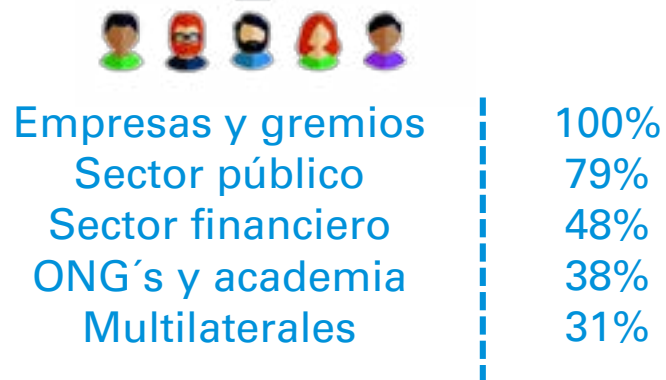 Empresas y gremios 100%
Sector público 79%
Sector financiero 48%
ONG´s y academia 38%
Multilaterales 31%